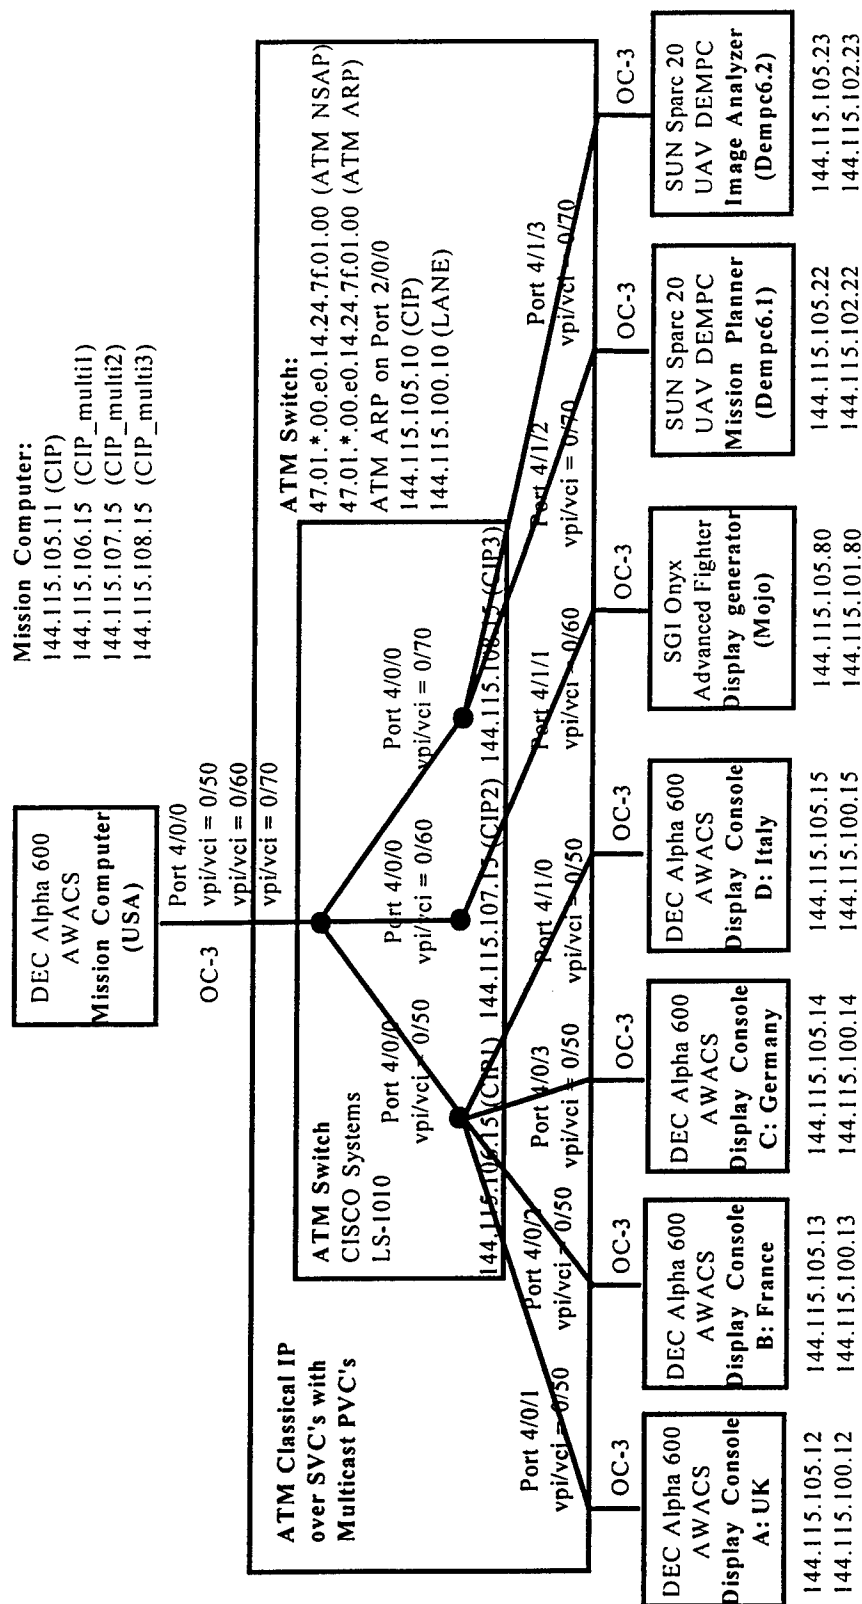 Mission Computer:
144.115.105.11 (CIP)
144.115.106.15 (CIP_multi1)
144.115.107.15 (CIP_multi2)
144.115.108.15 (CIP_multi3)
DEC Alpha 600
AWACS
Mission Computer
(USA)
OC-3
Port 4/0/0
vpi/vci = 0/50
vpi/vci = 0/60
vpi/vci = 0/70
ATM Classical IP
over SVC's with
Multicast PVC's
ATM Switch
CISCO Systems
LS-1010
ATM Switch:
47.01.*.00.e0.14.24.7f.01.00 (ATM NSAP)
47.01.*.00.e0.14.24.7f.01.00 (ATM ARP)
ATM ARP on Port 2/0/0
144.115.105.10 (CIP)
144.115.100.10 (LANE)
Port 4/0/0
vpi/vci = 0/50
Port 4/0/0
vpi/vci = 0/60
Port 4/0/0
vpi/vci = 0/70
144.115.106.15 (CIP1)
144.115.107.15 (CIP2)
144.115.108.15 (CIP3)
Port 4/0/1
vpi/vci = 0/50
Port 4/0/2
vpi/vci = 0/50
Port 4/0/3
vpi/vci = 0/50
Port 4/1/0
vpi/vci = 0/50
Port 4/1/1
vpi/vci = 0/60
Port 4/1/2
vpi/vci = 0/70
Port 4/1/3
vpi/vci = 0/70
OC-3
OC-3
OC-3
OC-3
OC-3
OC-3
OC-3
DEC Alpha 600
AWACS
Display Console
A: UK
144.115.105.12
144.115.100.12
DEC Alpha 600
AWACS
Display Console
B: France
144.115.105.13
144.115.100.13
DEC Alpha 600
AWACS
Display Console
C: Germany
144.115.105.14
144.115.100.14
DEC Alpha 600
AWACS
Display Console
D: Italy
144.115.105.15
144.115.100.15
SGI Onyx
Advanced Fighter
Display generator
(Mojo)
144.115.105.80
144.115.101.80
SUN Sparc 20
UAV DEMPC
Mission Planner
(Dempc6.1)
144.115.105.22
144.115.102.22
SUN Sparc 20
UAV DEMPC
Image Analyzer
(Dempc6.2)
144.115.105.23
144.115.102.23